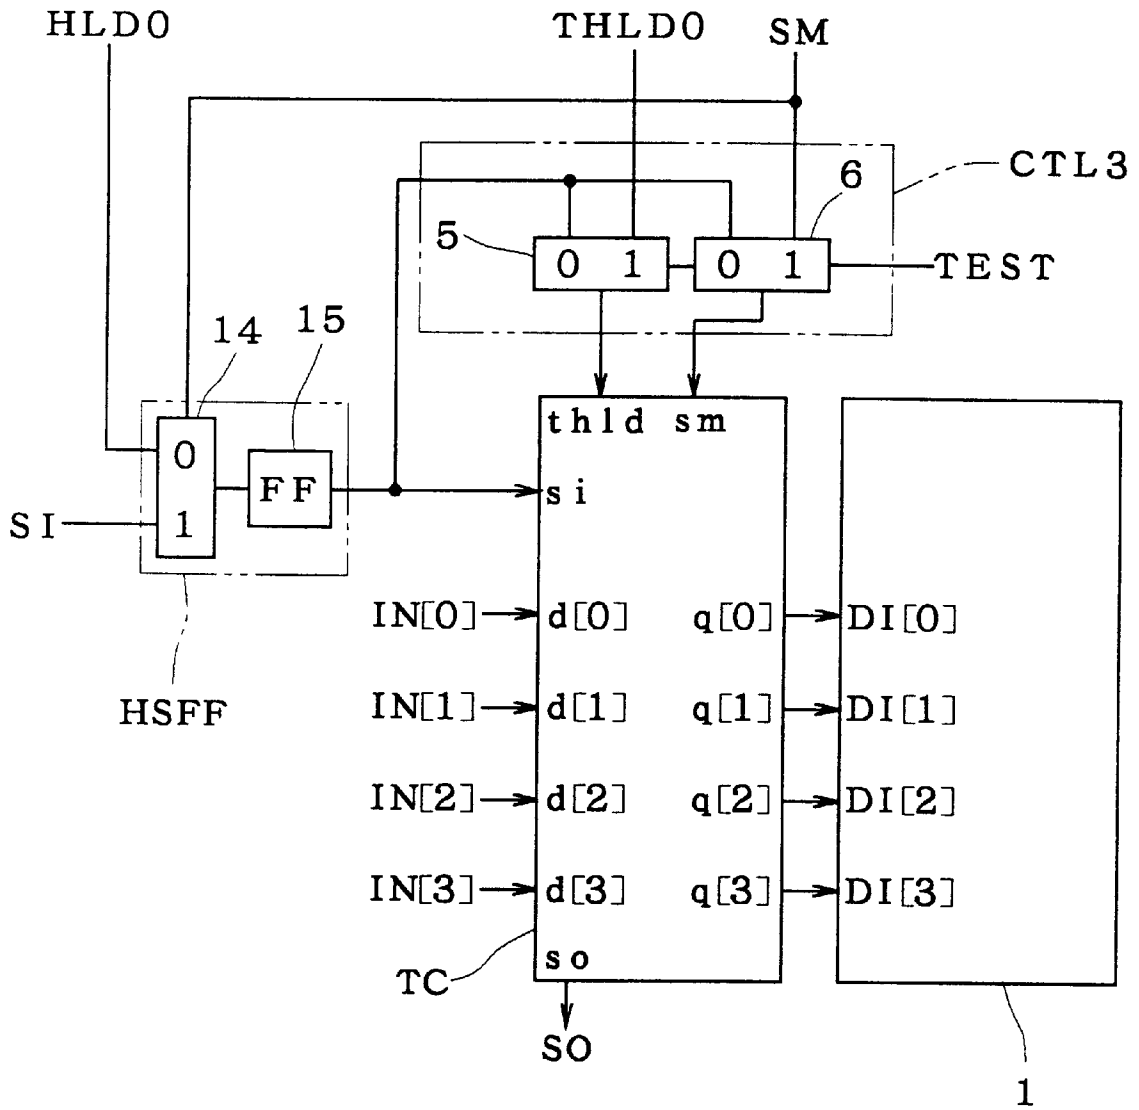 HLD0
THLD0
SM
CTL3
6
5
0 1
0 1
TEST
14
15
thld sm
0
FF
si
SI
1
IN[0]
d[0]
q[0]
DI[0]
HSFF
IN[1]
d[1]
q[1]
DI[1]
IN[2]
d[2]
q[2]
DI[2]
IN[3]
d[3]
q[3]
DI[3]
so
TC
SO
1